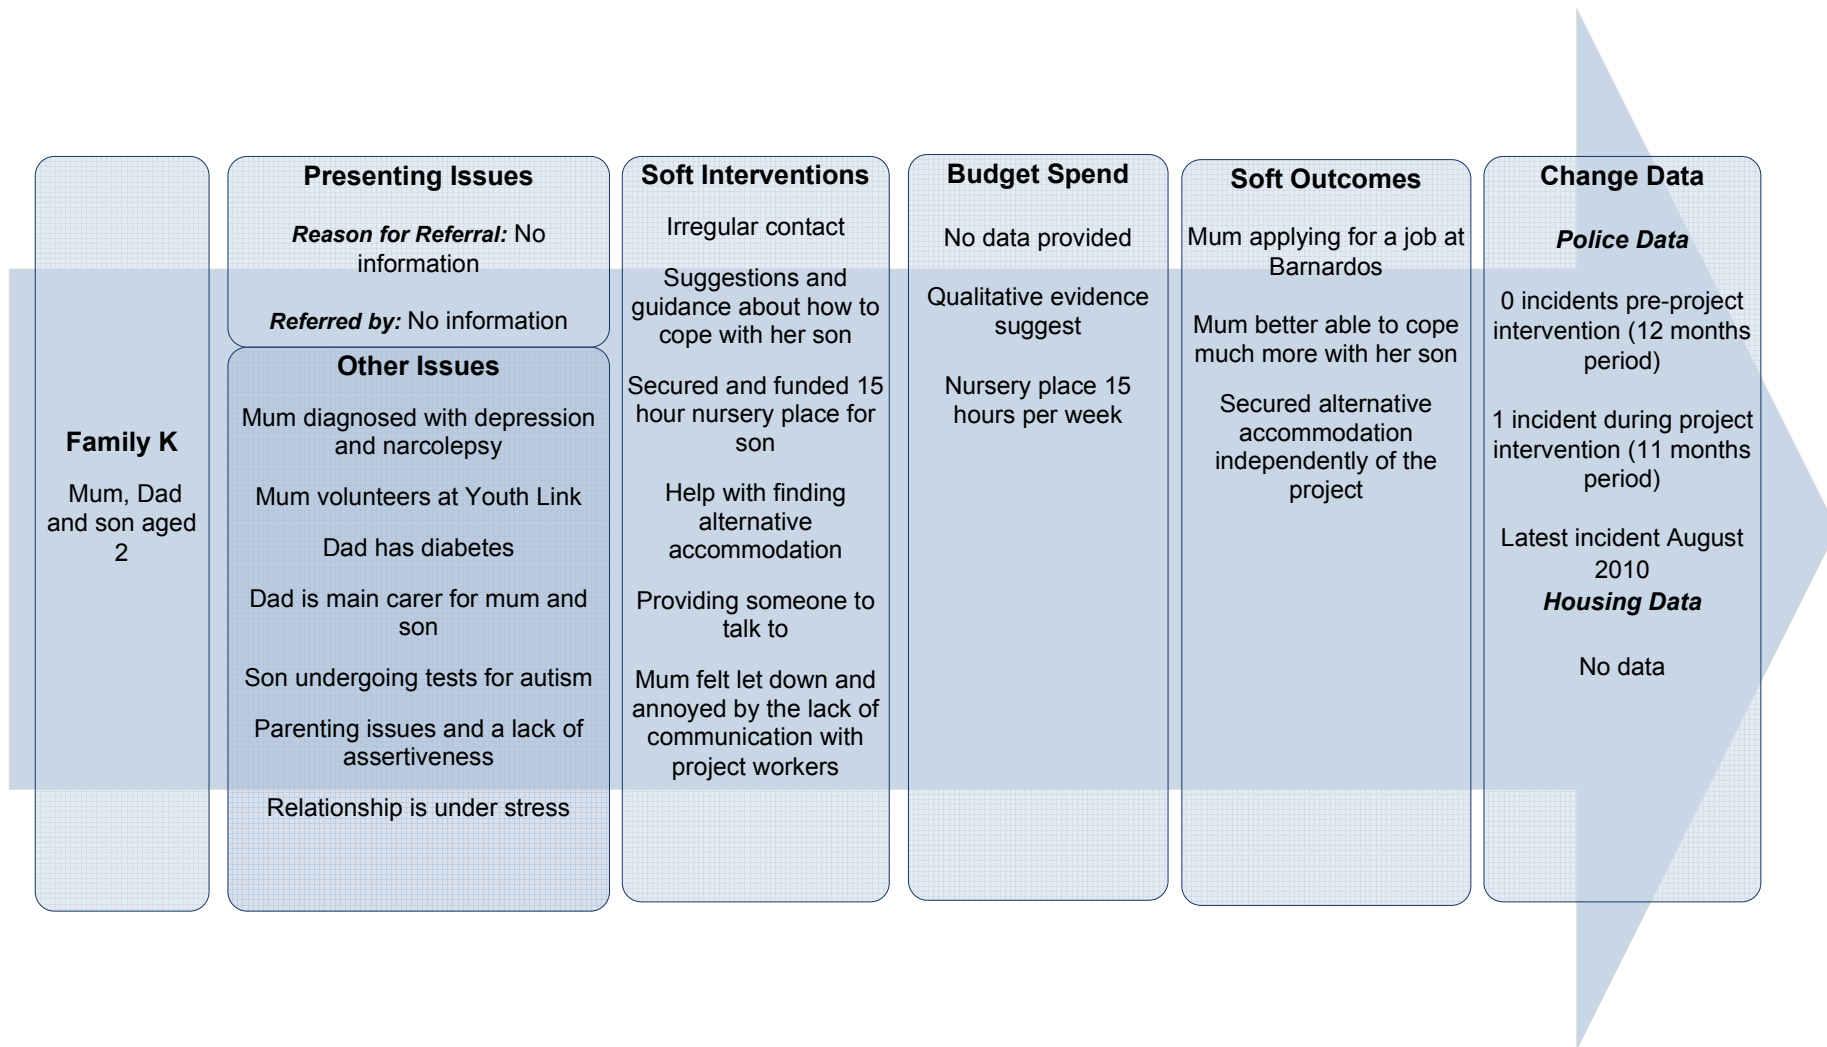 Family K
Mum, Dad
and son aged
2
Presenting Issues
Reason for Referral: No
information
Referred by: No information
Other Issues
Mum diagnosed with depression
and narcolepsy
Mum volunteers at Youth Link
Dad has diabetes
Dad is main carer for mum and
son
Son undergoing tests for autism
Parenting issues and a lack of
assertiveness
Relationship is under stress
Soft Interventions
Irregular contact
Suggestions and
guidance about how to
cope with her son
Secured and funded 15
hour nursery place for
son
Help with finding
alternative
accommodation
Providing someone to
talk to
Mum felt let down and
annoyed by the lack of
communication with
project workers
Budget Spend
No data provided
Qualitative evidence
suggest
Nursery place 15
hours per week
Soft Outcomes
Mum applying for a job at
Barnardos
Mum better able to cope
much more with her son
Secured alternative
accommodation
independently of the
project
Change Data
Police Data
0 incidents pre-project
intervention (12 months
period)
1 incident during project
intervention (11 months
period)
Latest incident August
2010
Housing Data
No data